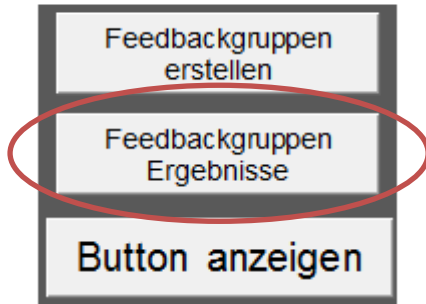 Feedbackgruppen
erstellen
Feedbackgruppen
Ergebnisse
Button anzeigen